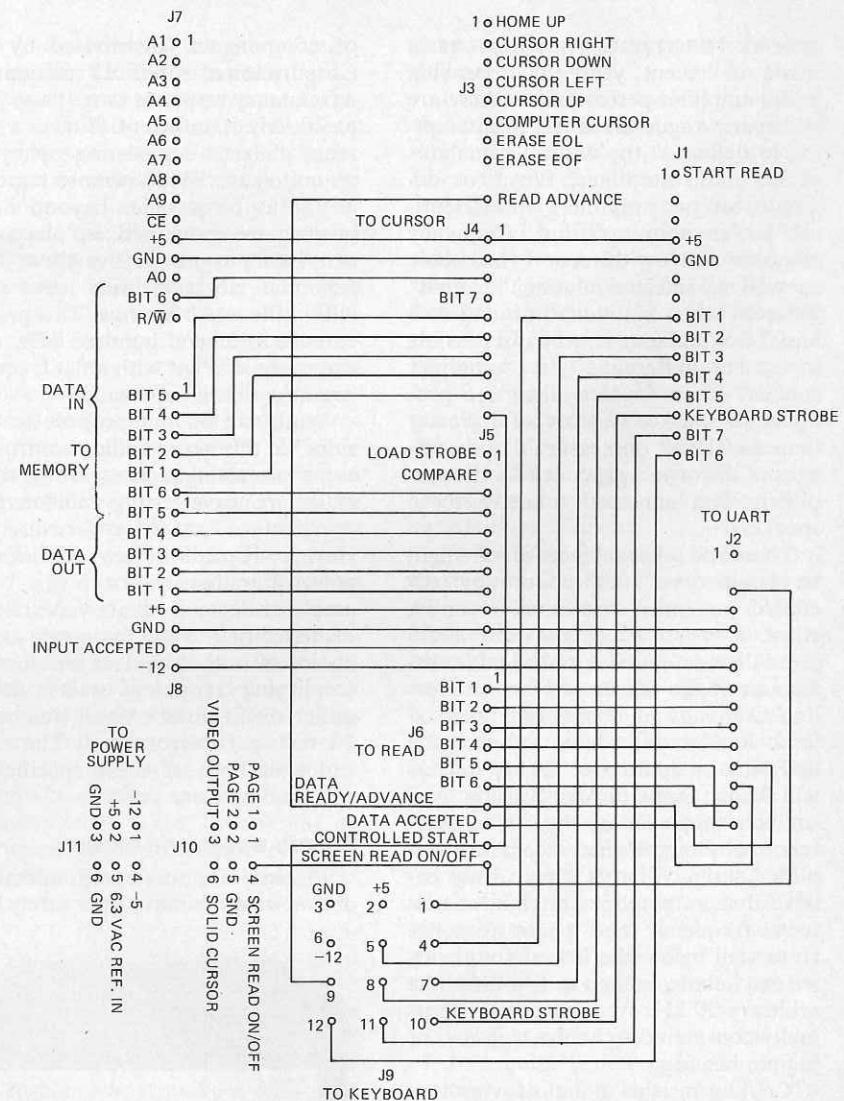 J7
A1 1
A2
A3
A4
A5
A6
A7
A8
A9
CE
+5
GND
A0
BIT 6
R/W
DATA IN
BIT 5 1
BIT 4
BIT 3
BIT 2
BIT 1
TO MEMORY
BIT 6
BIT 5 1
BIT 4
DATA OUT
BIT 3
BIT 2
BIT 1
+5
GND
INPUT ACCEPTED
-12
J8
1 HOME UP
CURSOR RIGHT
CURSOR DOWN
CURSOR LEFT
J3
CURSOR UP
COMPUTER CURSOR
ERASE EOL
ERASE EOF
READ ADVANCE
TO CURSOR
J4 1
BIT 7
J5
LOAD STROBE 1
COMPARE
J1
1 START READ
+5
GND
BIT 1
BIT 2
BIT 3
BIT 4
BIT 5
KEYBOARD STROBE
BIT 7
BIT 6
TO UART
J2
1
BIT 1
BIT 2
J6
BIT 3
TO READ
BIT 4
BIT 5
DATA READY/ADVANCE
DATA ACCEPTED
CONTROLLED START
SCREEN READ ON/OFF
TO POWER SUPPLY
J11
-12 1 4 -5
+5 2 5 6.3 VAC REF. IN
GND 3 6 GND
J10
PAGE 1 1 4 SCREEN READ ON/OFF
PAGE 2 2 5 GND
VIDEO OUTPUT 3 6 SOLID CURSOR
GND +5
3 2 1
6 5 4
-12
9 8 7
12 11 10
KEYBOARD STROBE
J9
TO KEYBOARD